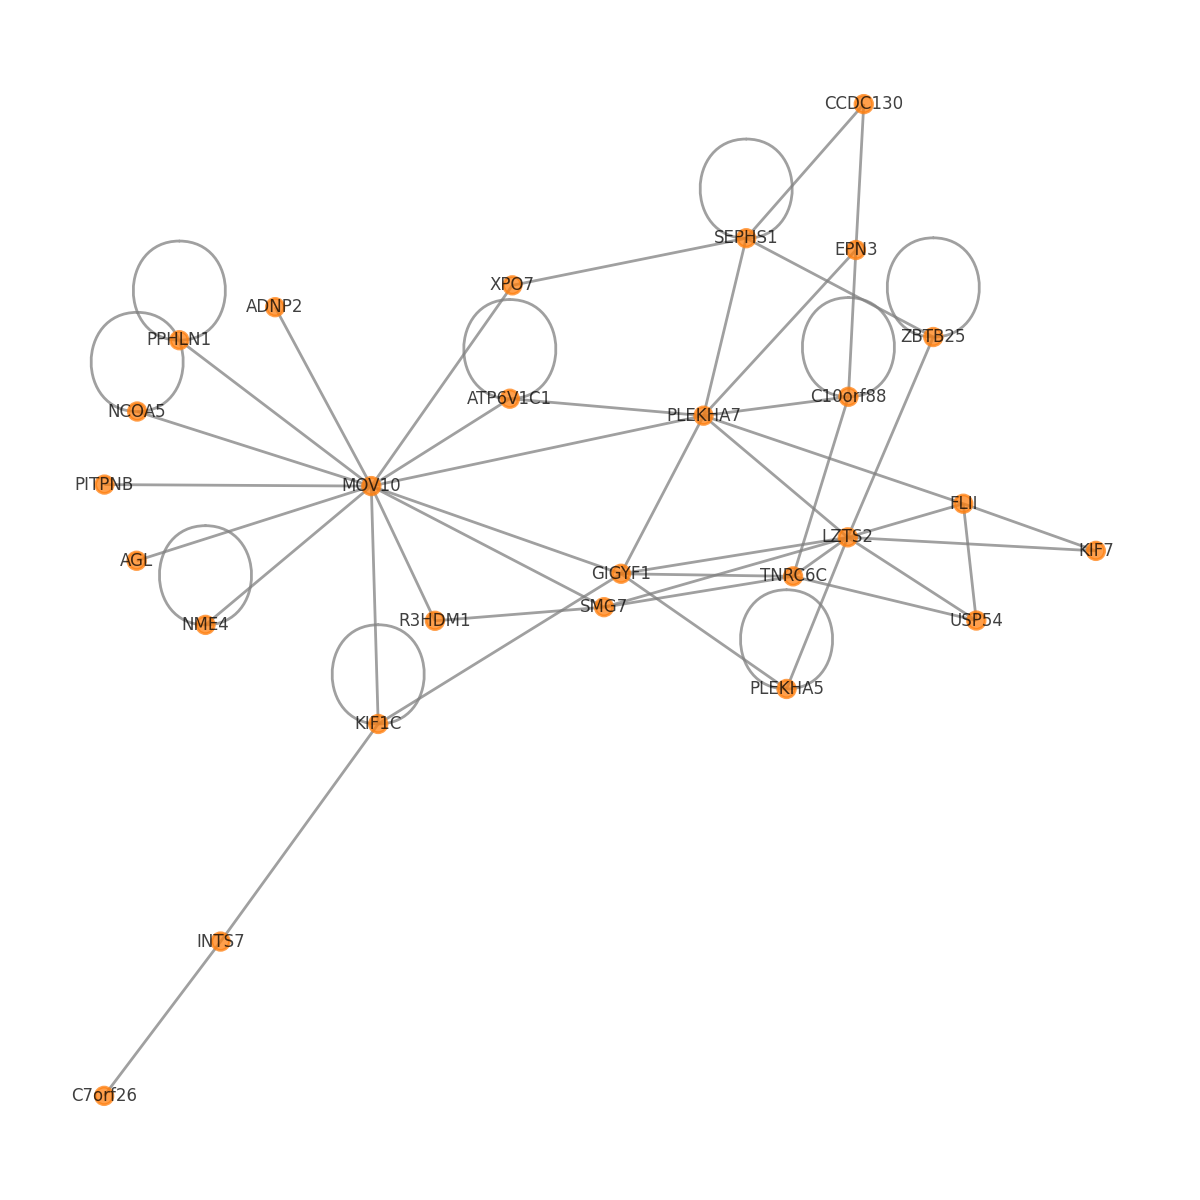 CCDC130
SEPHS1
EPN3
XPO7
ADNP2
ZBTB25
PPHLN1
C10orf88
ATP6V1C1
NCOA5
PLEKHA7
PITPNB
MOV10
FLII
LZTS2
KIF7
AGL
GIGYF1
TNRC6C
SMG7
R3HDM1
USP54
NME4
PLEKHA5
KIF1C
INTS7
C7orf26